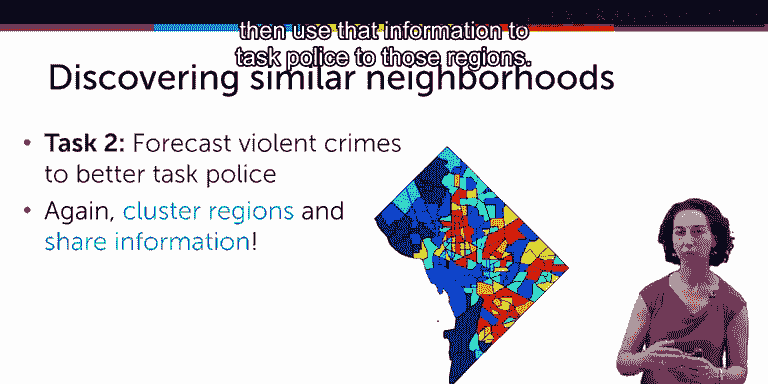 then use that information to
task police to those regions.
Discovering similar neighborhoods
• Task 2: Forecast violent crimes
to better task police
• Again, cluster regions and
share information!